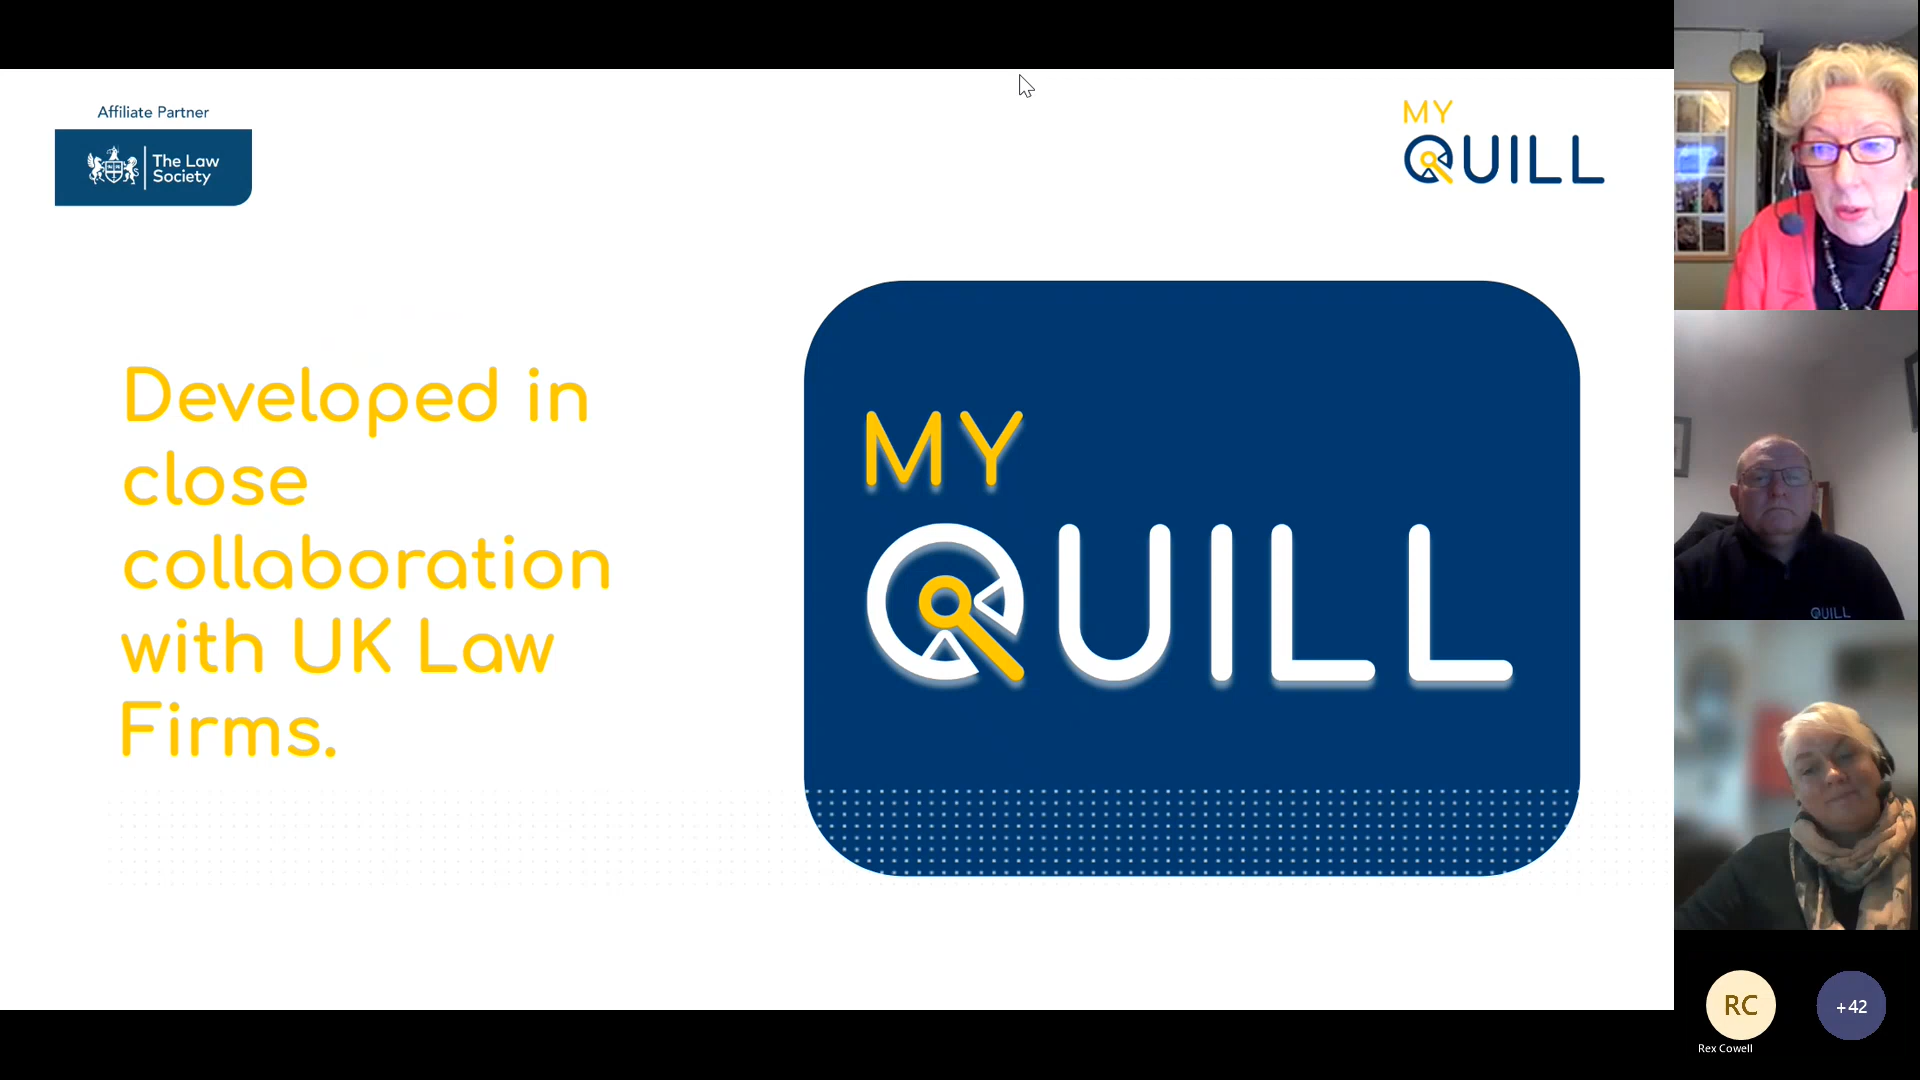 Affiliate Partner
The Law
Society
MY
QUILL
Developed in
close
collaboration
with UK Law
Firms.
MY
QUILL
QUILL
RC
+42
Rex Cowell